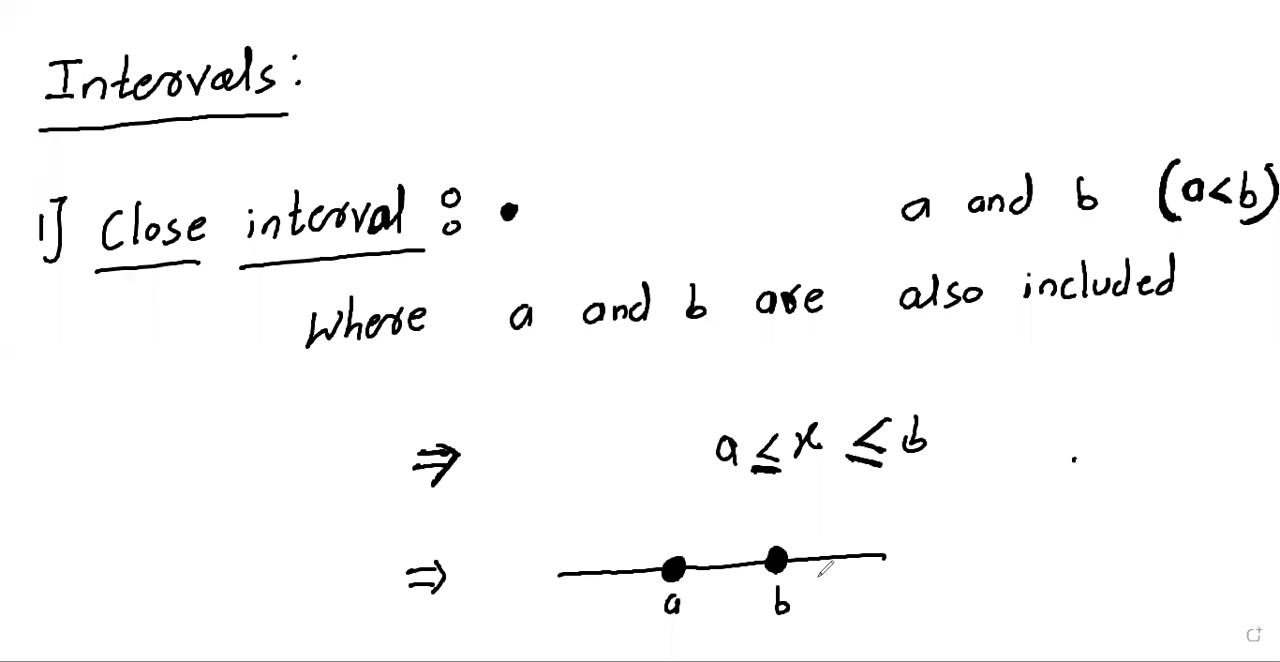 Intervals:
1] Close interval : • a and b (a<b)
Where a and b are also included
⇒ a ≤ x ≤ b .
⇒
a b